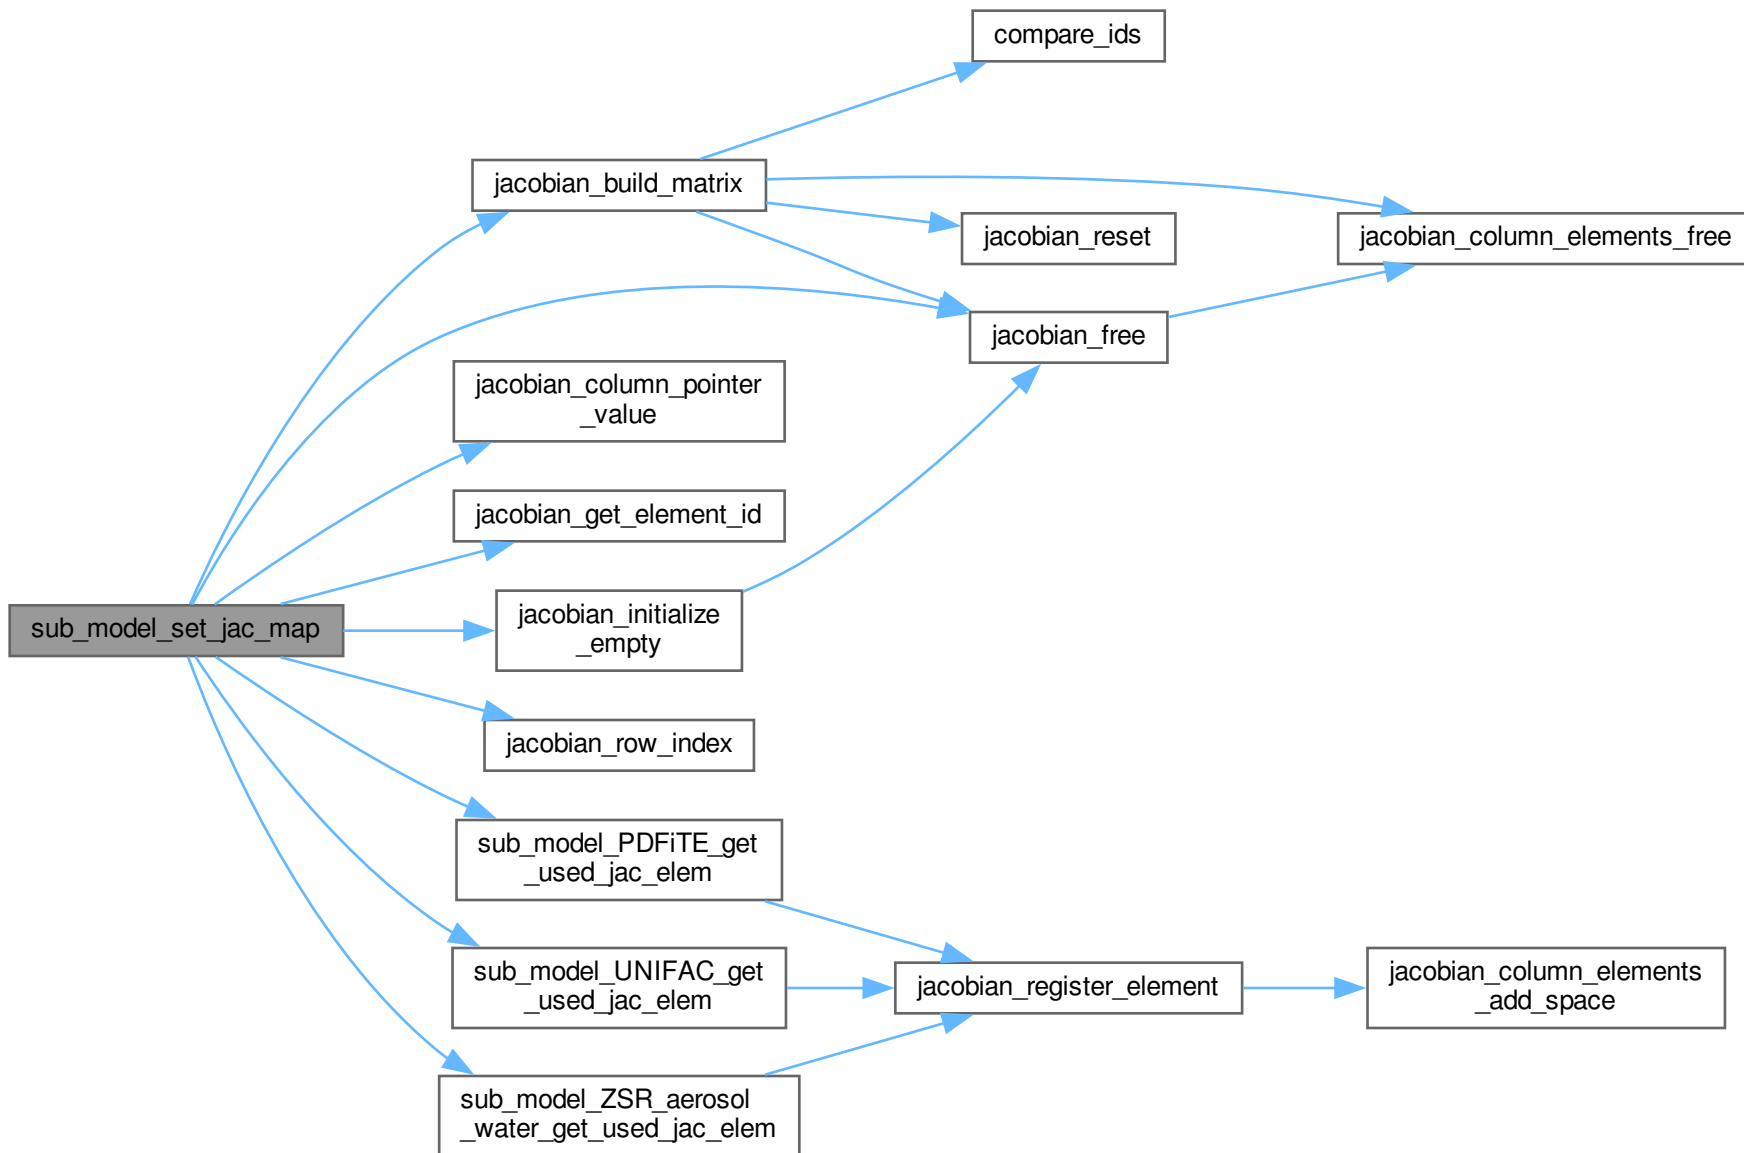 compare_ids
jacobian_build_matrix
jacobian_reset
jacobian_column_elements_free
jacobian_free
jacobian_column_pointer
_value
jacobian_get_element_id
sub_model_set_jac_map
jacobian_initialize
_empty
jacobian_row_index
sub_model_PDFiTE_get
_used_jac_elem
sub_model_UNIFAC_get
_used_jac_elem
jacobian_register_element
jacobian_column_elements
_add_space
sub_model_ZSR_aerosol
_water_get_used_jac_elem